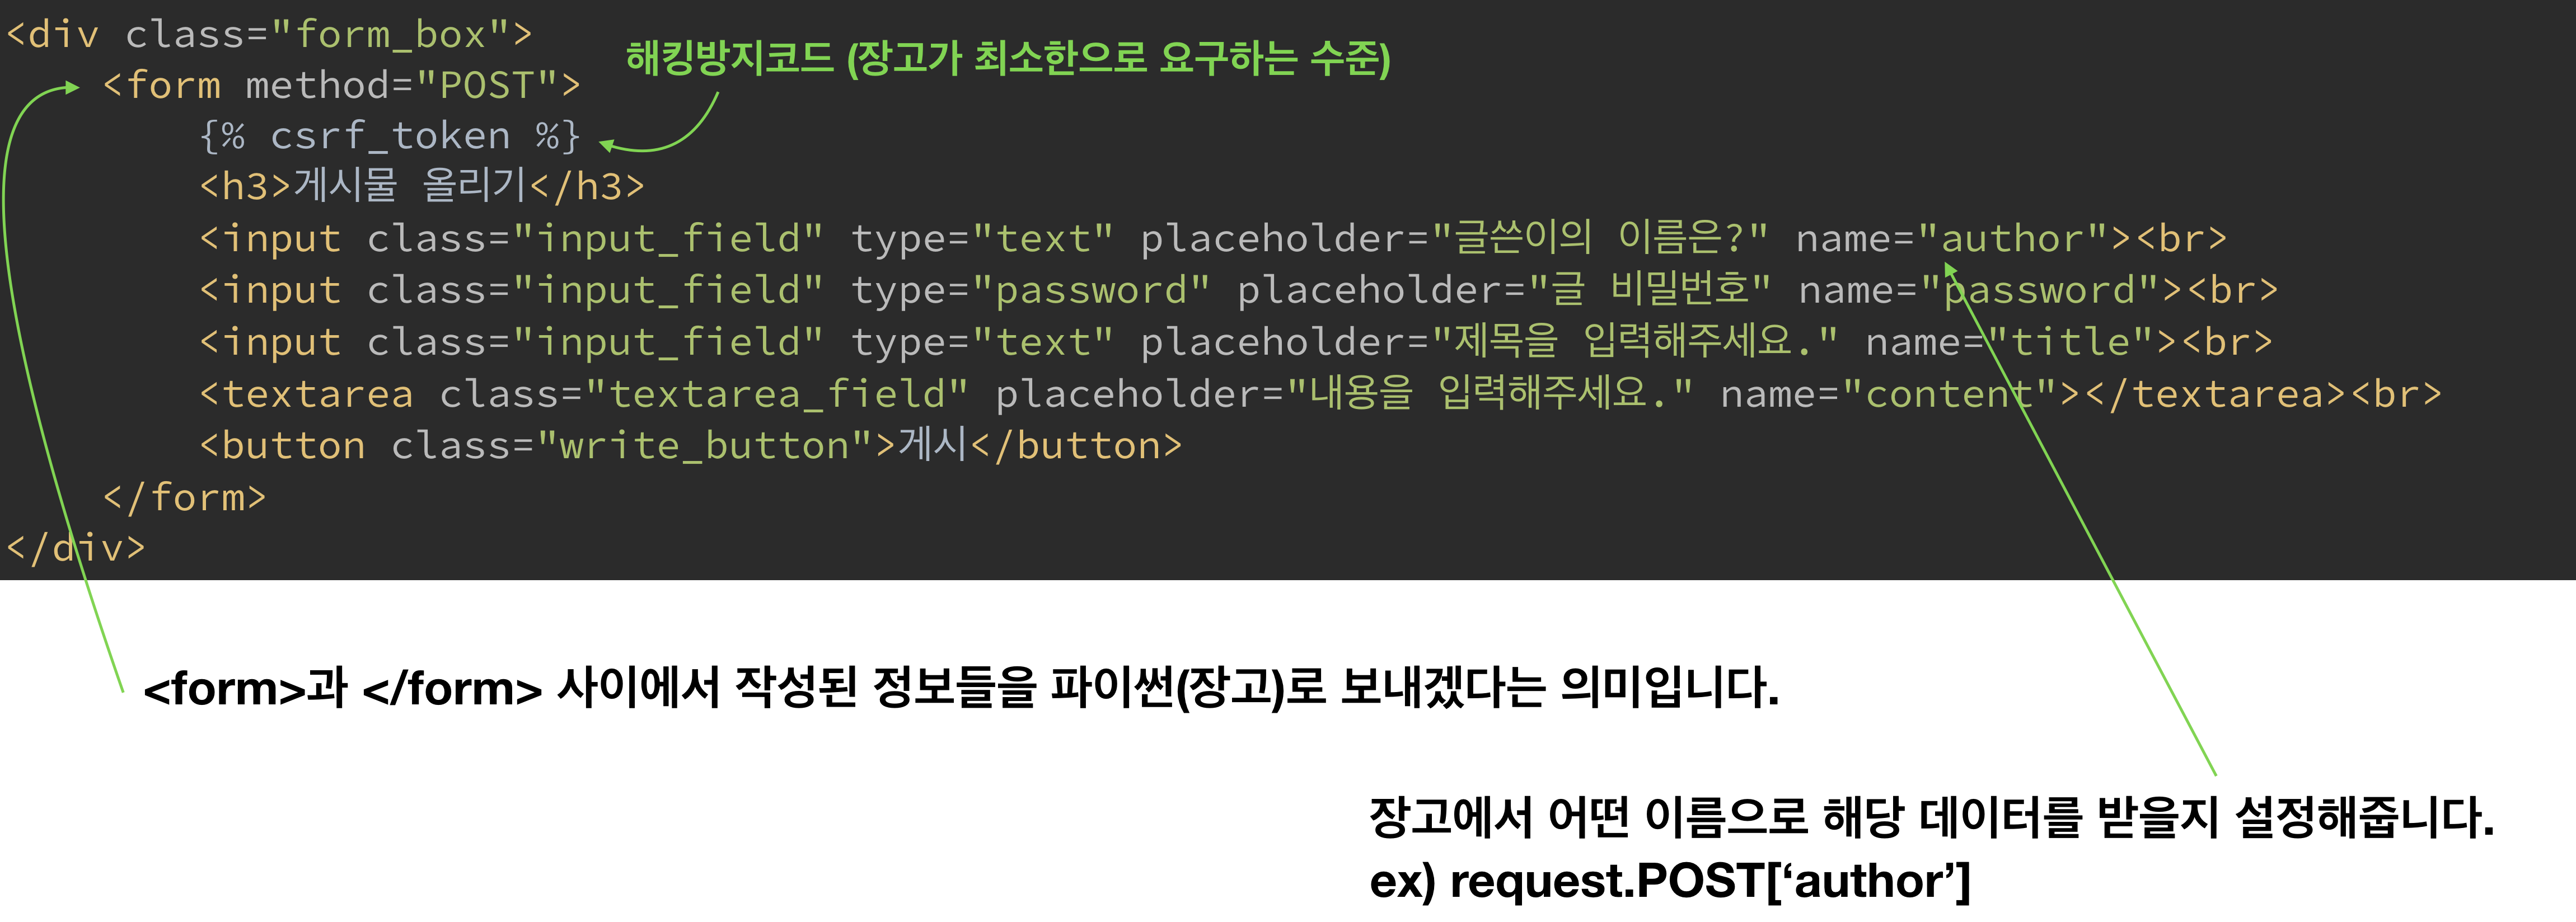 <div class="form_box">
해킹방지코드 (장고가 최소한으로 요구하는 수준)
<form method="POST">
{% csrf_token %}
<h3>게시물 올리기</h3>
<input class="input_field" type="text" placeholder="글쓴이의 이름은?" name="author"><br>
<input class="input_field" type="password" placeholder="글 비밀번호" name="password"><br>
<input class="input_field" type="text" placeholder="제목을 입력해주세요." name="title"><br>
<textarea class="textarea_field" placeholder="내용을 입력해주세요." name="content"></textarea><br>
<button class="write_button">게시</button>
</form>
</div>
<form>과 </form> 사이에서 작성된 정보들을 파이썬(장고)로 보내겠다는 의미입니다.
장고에서 어떤 이름으로 해당 데이터를 받을지 설정해줍니다.
ex) request.POST[‘author’]